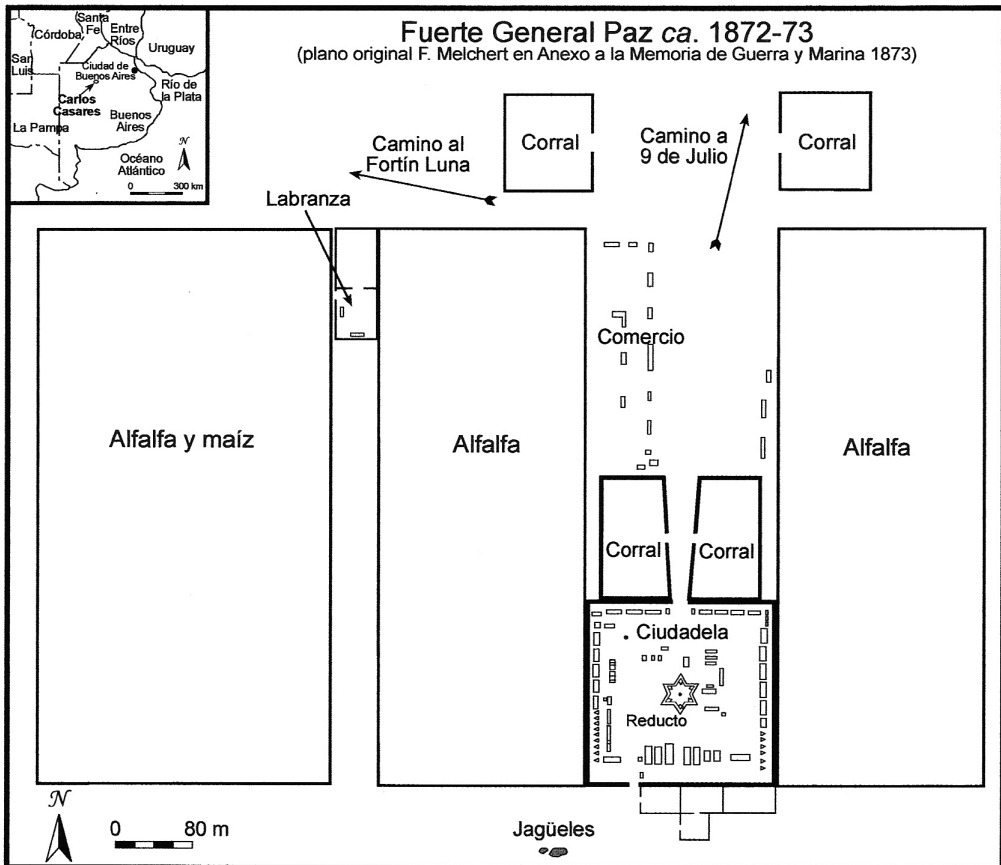 Fuerte General Paz ca. 1872-73
(plano original F. Melchert en Anexo a la Memoria de Guerra y Marina 1873)
Santa
Fe
Córdoba
Entre
Ríos
Uruguay
San
Luis
Ciudad de
Buenos Aires
Río de
la Plata
Carlos
Casares
Buenos
Aires
La Pampa
Océano
Atlántico
N
0 300 km
Camino al
Fortín Luna
Corral
Camino a
9 de Julio
Corral
Labranza
Comercio
Alfalfa y maíz
Alfalfa
Alfalfa
Corral
Corral
Ciudadela
Reducto
N
0 80 m
Jagüeles